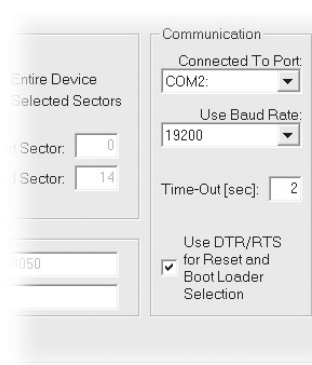 Communication
Connected To Port:
COM2:
Entire Device
Selected Sectors
Use Baud Rate:
19200
Sector: 0
Sector: 14
Time-Out [sec]: 2
Use DTR/RTS
for Reset and
Boot Loader
Selection